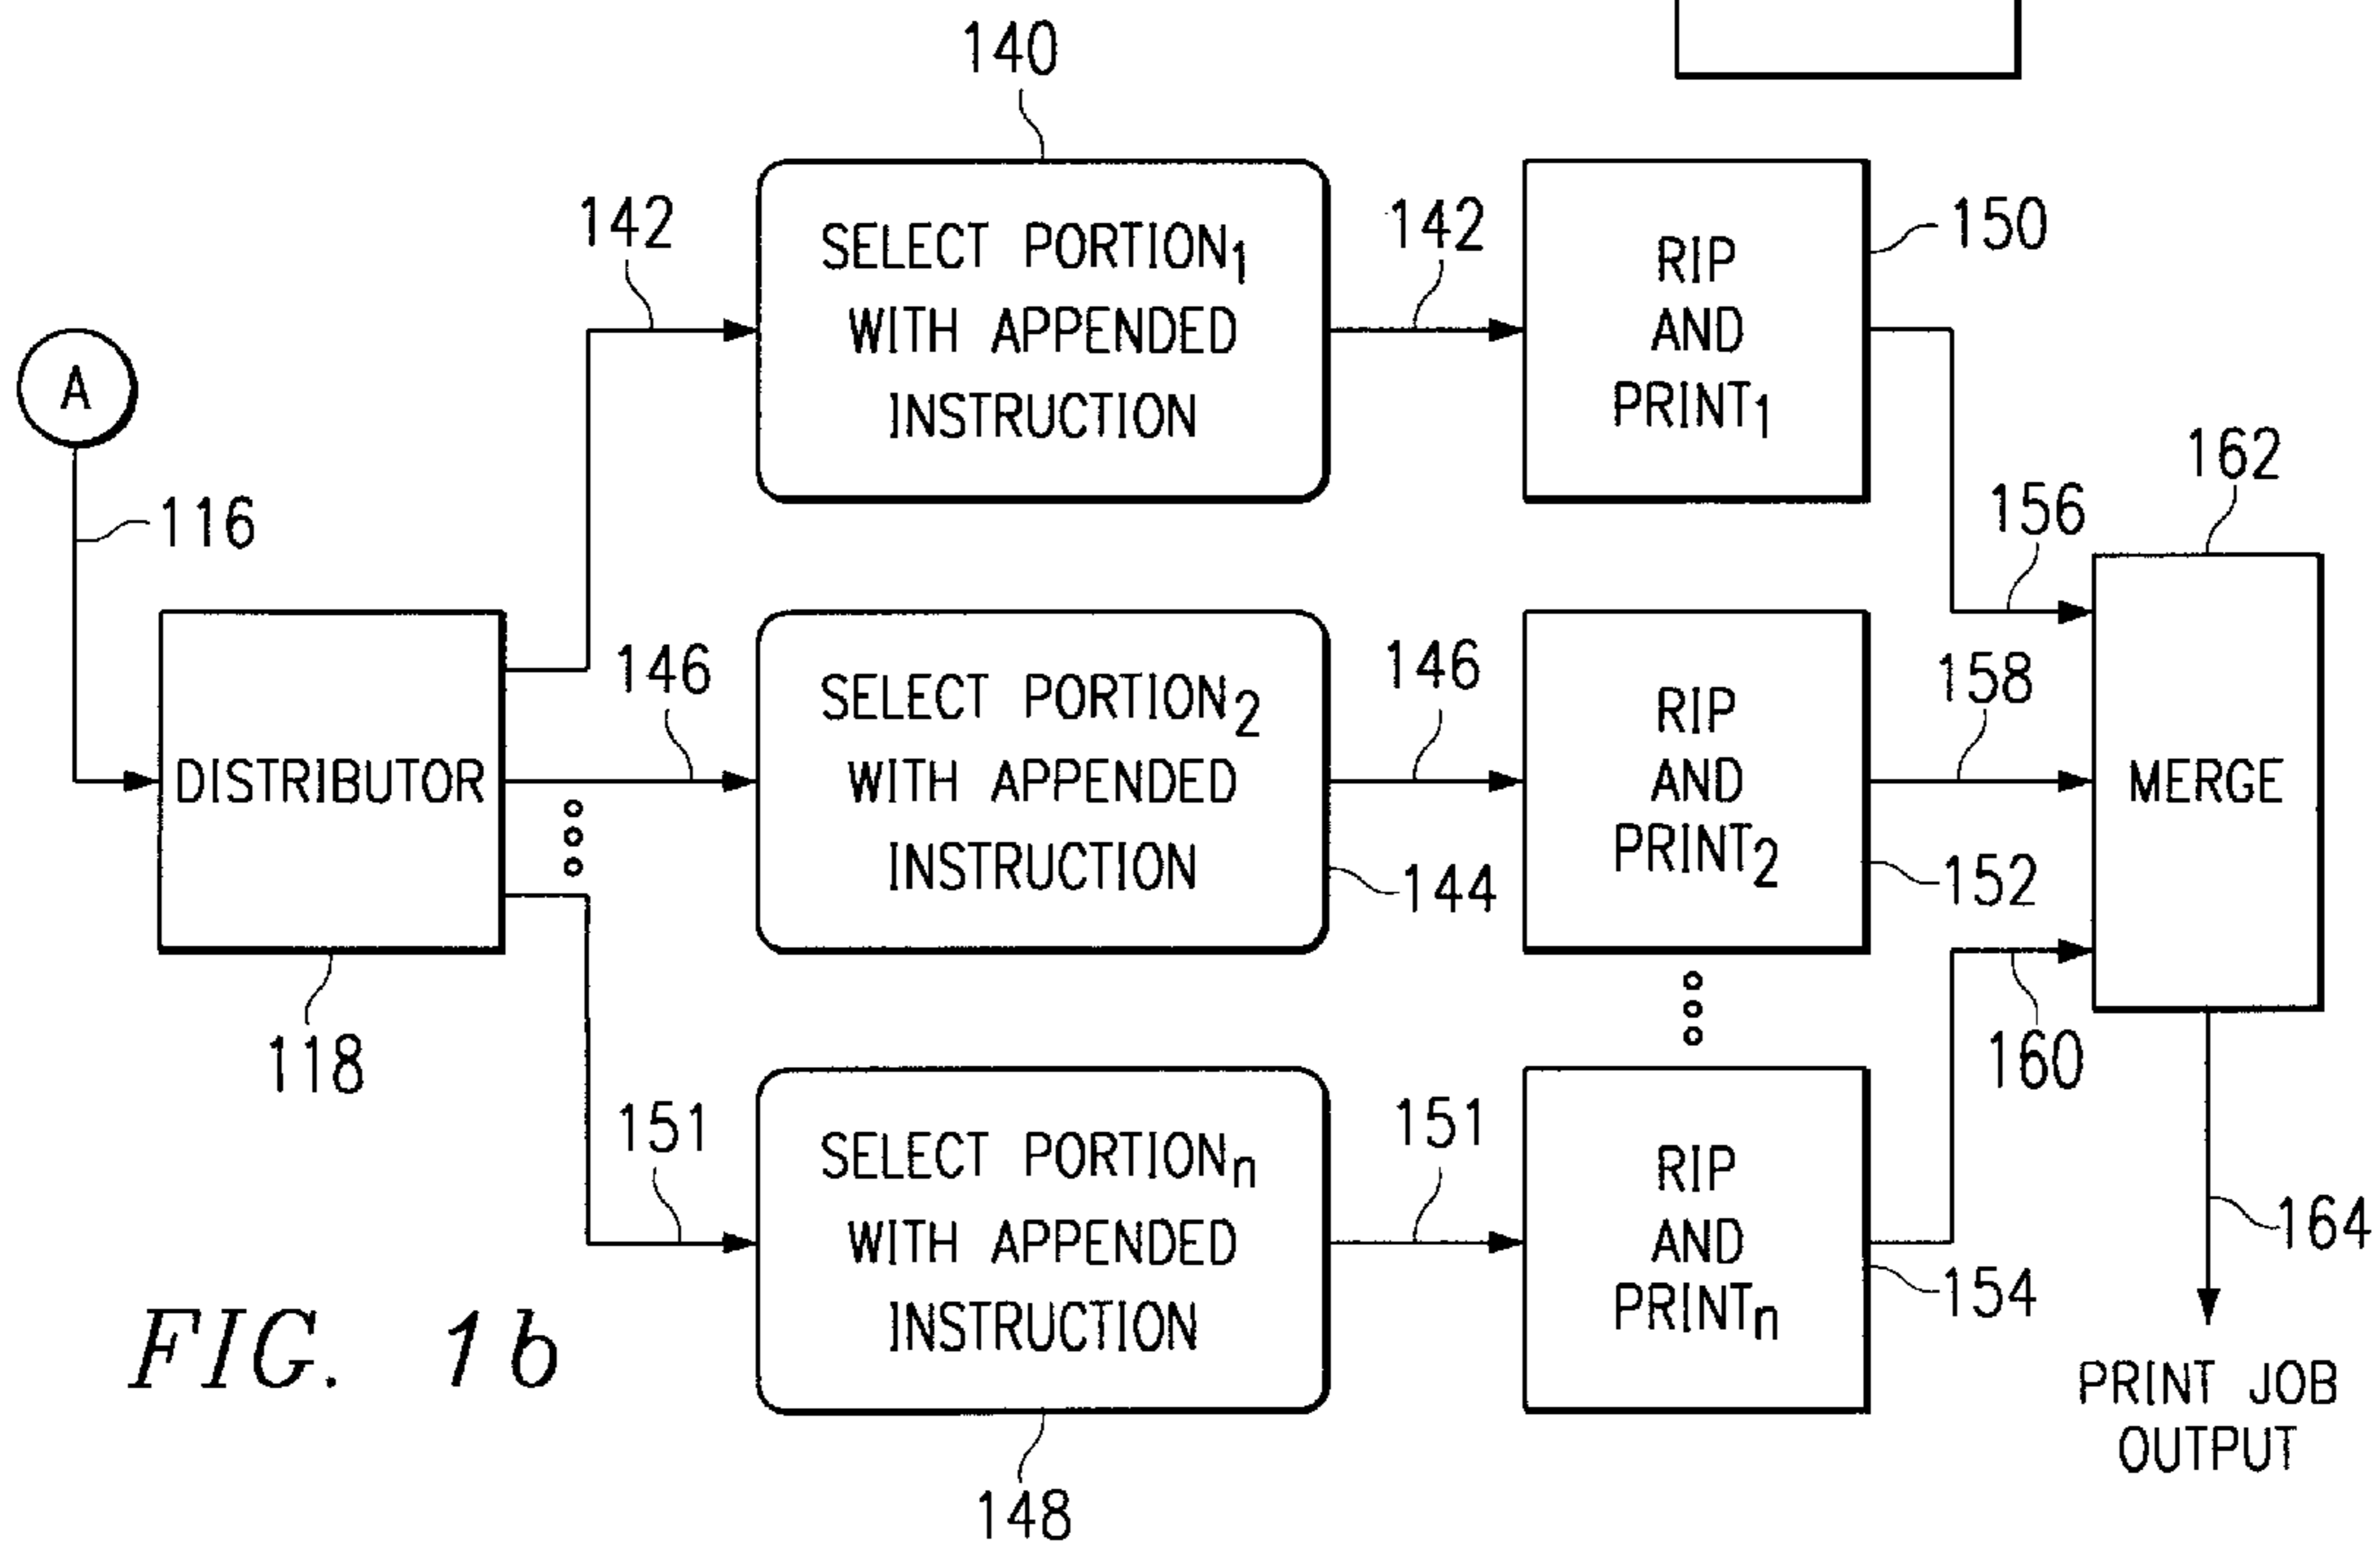 140
142
SELECT PORTION₁
WITH APPENDED
INSTRUCTION
142
RIP
AND
PRINT₁
150
A
116
156
162
146
SELECT PORTION₂
WITH APPENDED
INSTRUCTION
146
144
RIP
AND
PRINT₂
158
152
DISTRIBUTOR
118
MERGE
160
151
SELECT PORTIONₙ
WITH APPENDED
INSTRUCTION
151
RIP
AND
PRINTₙ
154
164
148
PRINT JOB
OUTPUT
FIG. 1b